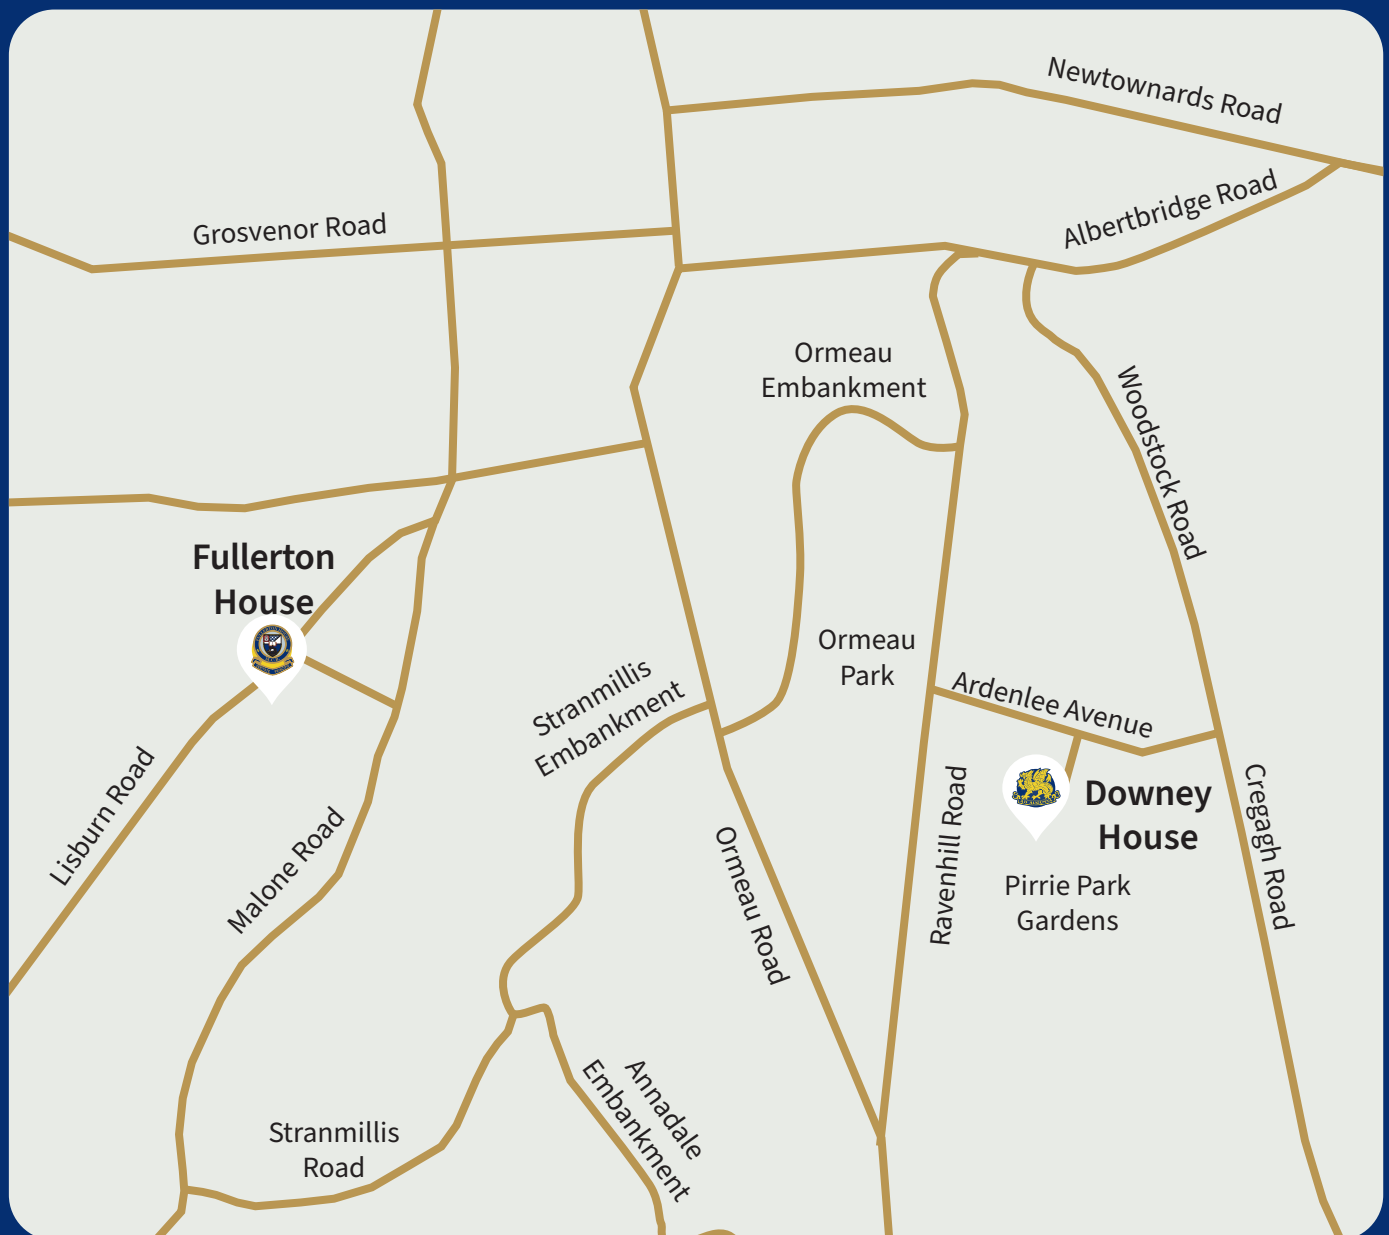 Newtownards Road
Albertbridge Road
Grosvenor Road
Ormeau
Embankment
Woodstock Road
Fullerton
House
Ormeau
Park
Stranmillis
Embankment
Ardenlee Avenue
Lisburn Road
Malone Road
Ormeau Road
Ravenhill Road
Downey
House
Cregagh Road
Pirrie Park
Gardens
Annadale
Embankment
Stranmillis
Road